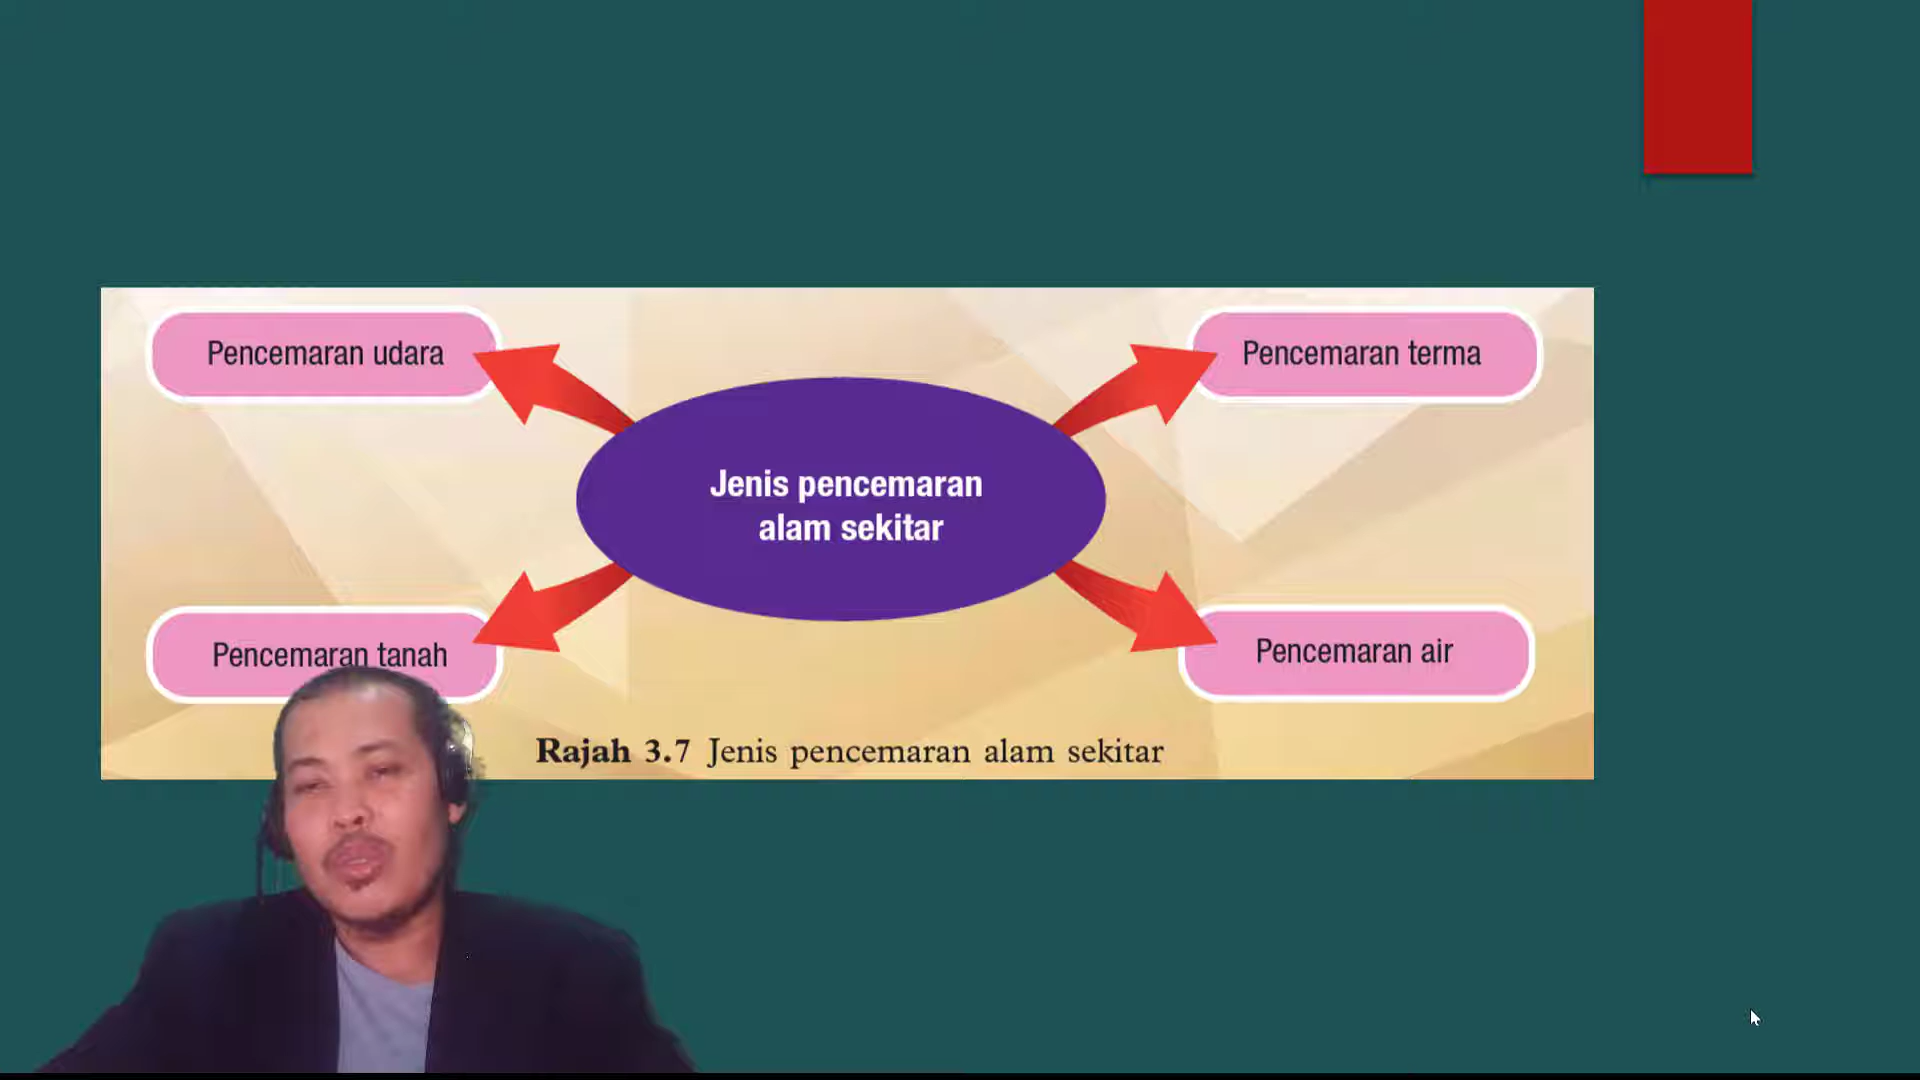 Pencemaran udara
Pencemaran terma
Jenis pencemaran
alam sekitar
Pencemaran tanah
Pencemaran air
Rajah 3.7 Jenis pencemaran alam sekitar